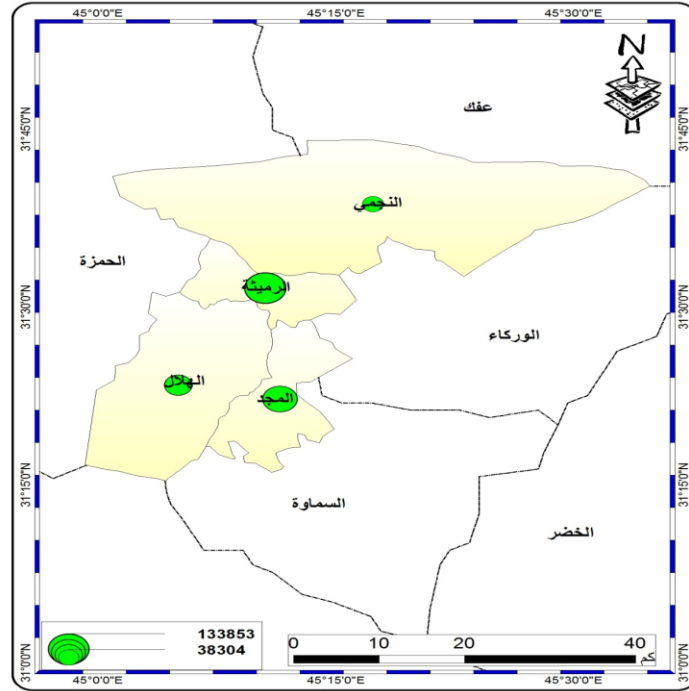 45°0'0"E 45°15'0"E 45°30'0"E
N
عفك
31°45'0"N 31°45'0"N
النجمي
الحمزة
الرميثة
31°30'0"N 31°30'0"N
الوركاء
الهلال
المجد
31°15'0"N 31°15'0"N
السماوة
الخضر
133853
38304
0 10 20 40
كم
31°0'0"N 31°0'0"N
45°0'0"E 45°15'0"E 45°30'0"E